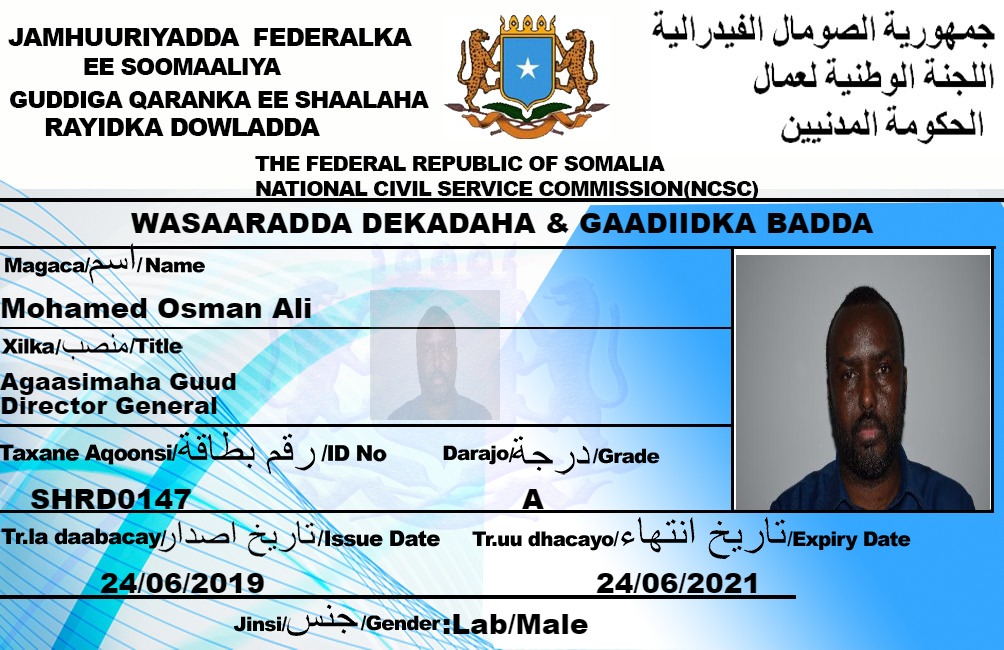 JAMHUURIYADDA FEDERALKA
EE SOOMAALIYA
GUDDIGA QARANKA EE SHAALAHA
RAYIDKA DOWLADDA
جمهورية الصومال الفيدرالية
اللجنة الوطنية لعمال
الحكومة المدنيين
THE FEDERAL REPUBLIC OF SOMALIA
NATIONAL CIVIL SERVICE COMMISSION(NCSC)
WASAARADDA DEKADAHA & GAADIIDKA BADDA
Magaca/اسم/Name
Mohamed Osman Ali
Xilka/منصب/Title
Agaasimaha Guud
Director General
Taxane Aqoonsi/رقم بطاقة/ID No
SHRD0147
Darajo/درجة/Grade
A
Tr.la daabacay/تاريخ اصدار/Issue Date
24/06/2019
Tr.uu dhacayo/تاريخ انتهاء/Expiry Date
24/06/2021
Jinsi/جنس/Gender:Lab/Male